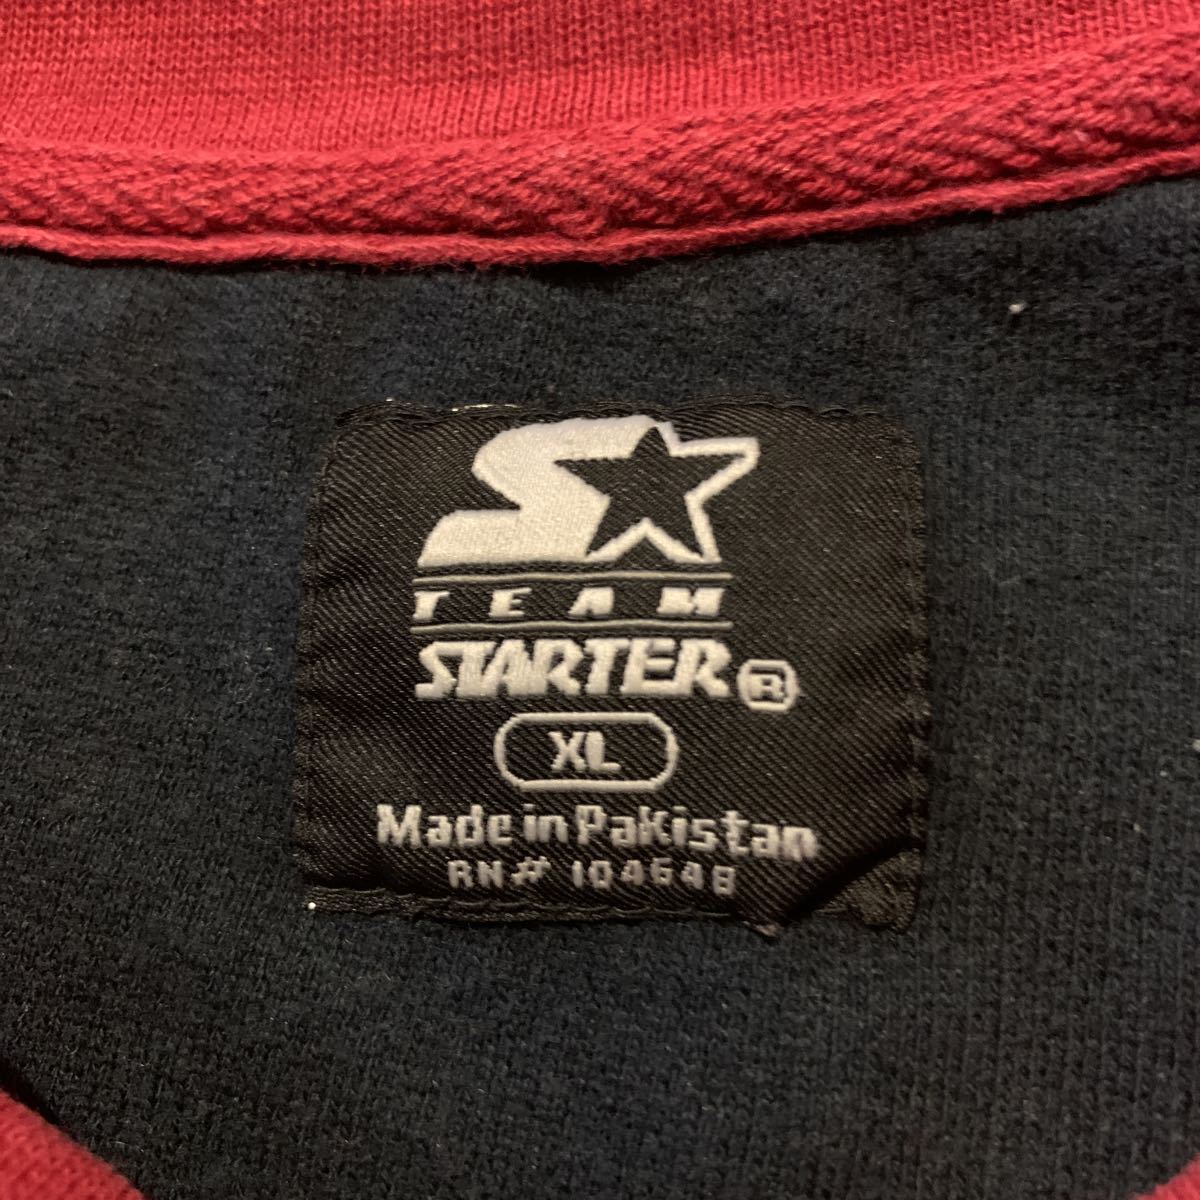 TEAM
STARTER®
XL
Made in Pakistan
RN# 104648